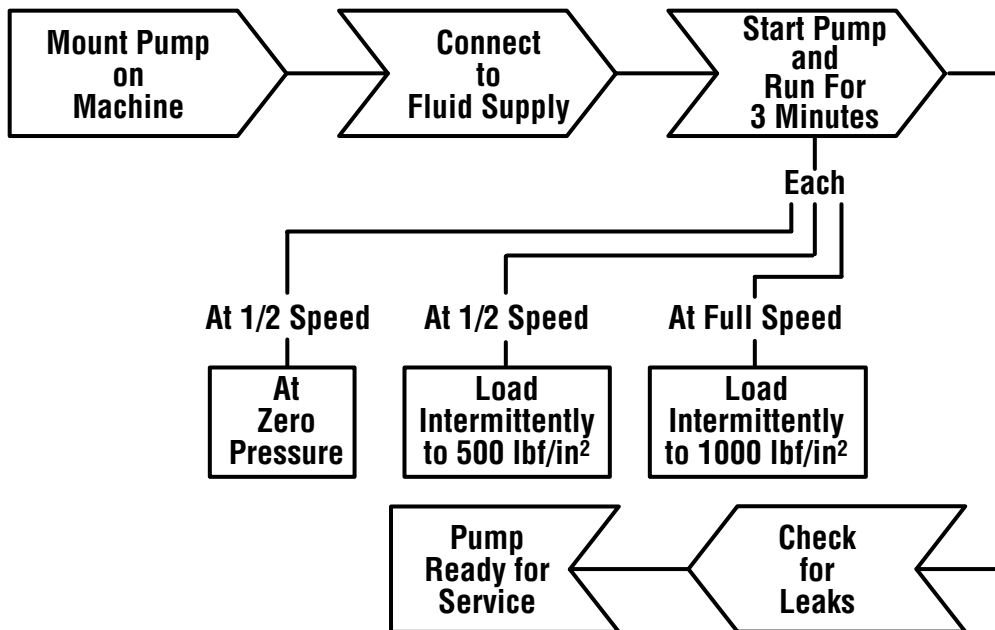 Mount Pump
on
Machine
Connect
to
Fluid Supply
Start Pump
and
Run For
3 Minutes
Each
At 1/2 Speed
At Zero
Pressure
At 1/2 Speed
Load
Intermittently
to 500 lbf/in²
At Full Speed
Load
Intermittently
to 1000 lbf/in²
Check
for
Leaks
Pump
Ready for
Service